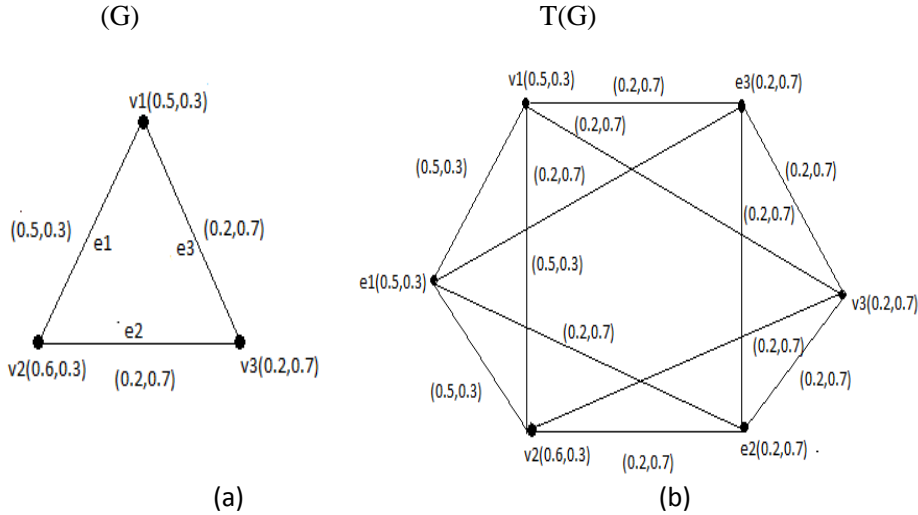 (G)
T(G)
v1(0.5,0.3)
(0.5,0.3)
e1
e3
(0.2,0.7)
e2
v2(0.6,0.3)
(0.2,0.7)
v3(0.2,0.7)
(a)
v1(0.5,0.3)
(0.2,0.7)
e3(0.2,0.7)
(0.2,0.7)
(0.5,0.3)
(0.2,0.7)
(0.2,0.7)
(0.2,0.7)
e1(0.5,0.3)
(0.5,0.3)
v3(0.2,0.7)
(0.2,0.7)
(0.2,0.7)
(0.5,0.3)
(0.2,0.7)
v2(0.6,0.3)
(0.2,0.7)
e2(0.2,0.7)
(b)